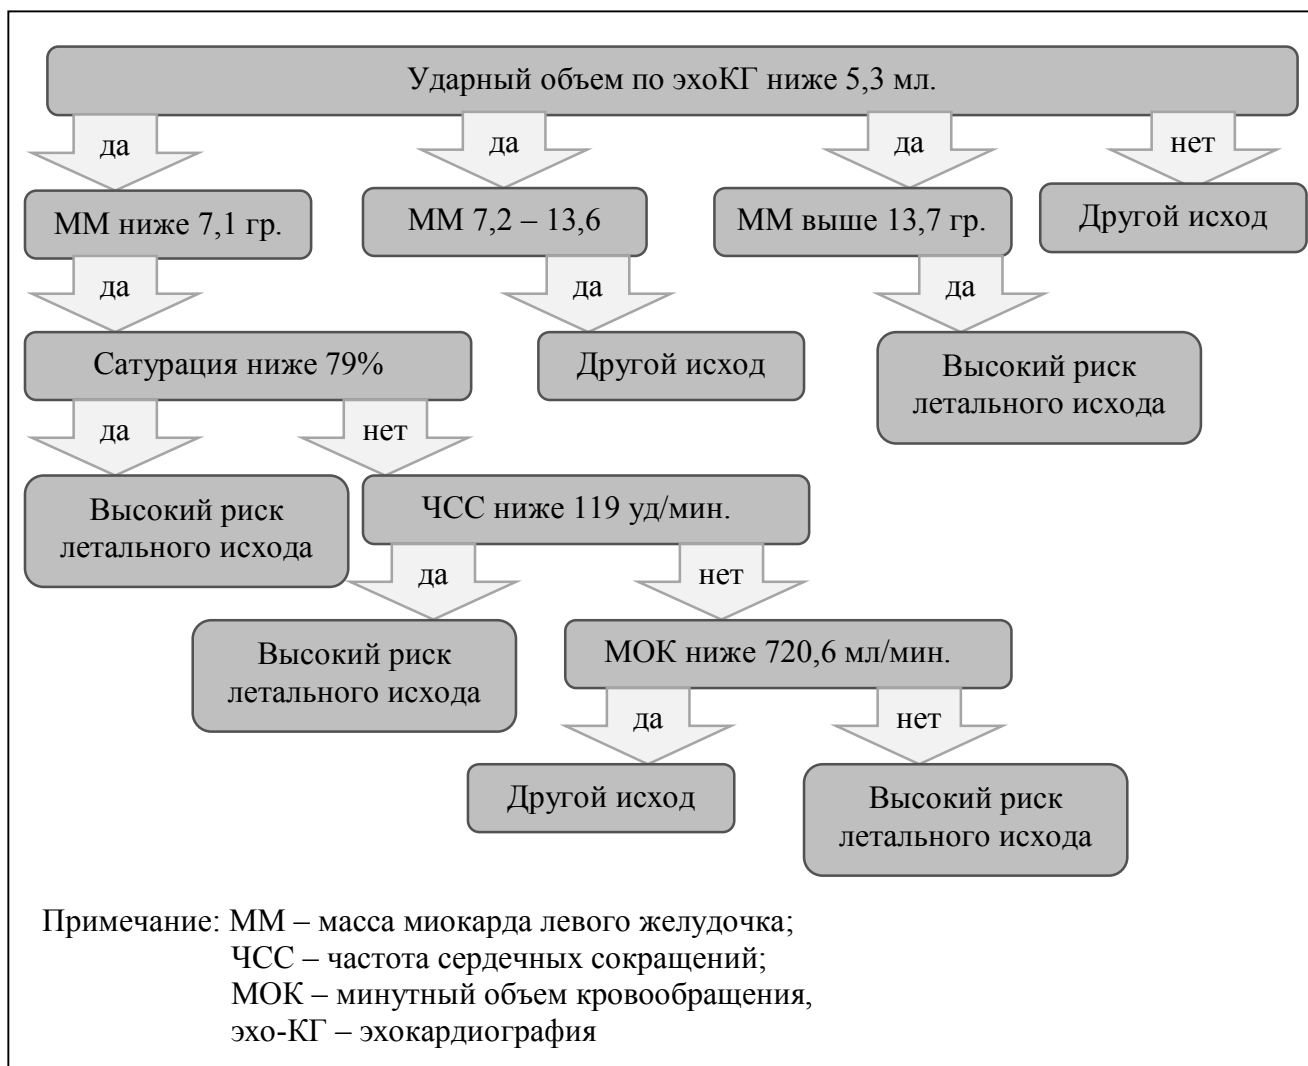 Ударный объем по эхоКГ ниже 5,3 мл.
да
да
да
нет
ММ ниже 7,1 гр.
ММ 7,2 – 13,6
ММ выше 13,7 гр.
Другой исход
да
да
да
Сатурация ниже 79%
Другой исход
Высокий риск
летального исхода
да
нет
Высокий риск
летального исхода
ЧСС ниже 119 уд/мин.
да
нет
Высокий риск
летального исхода
МОК ниже 720,6 мл/мин.
да
нет
Другой исход
Высокий риск
летального исхода
Примечание: ММ – масса миокарда левого желудочка;
ЧСС – частота сердечных сокращений;
МОК – минутный объем кровообращения,
эхо-КГ – эхокардиография